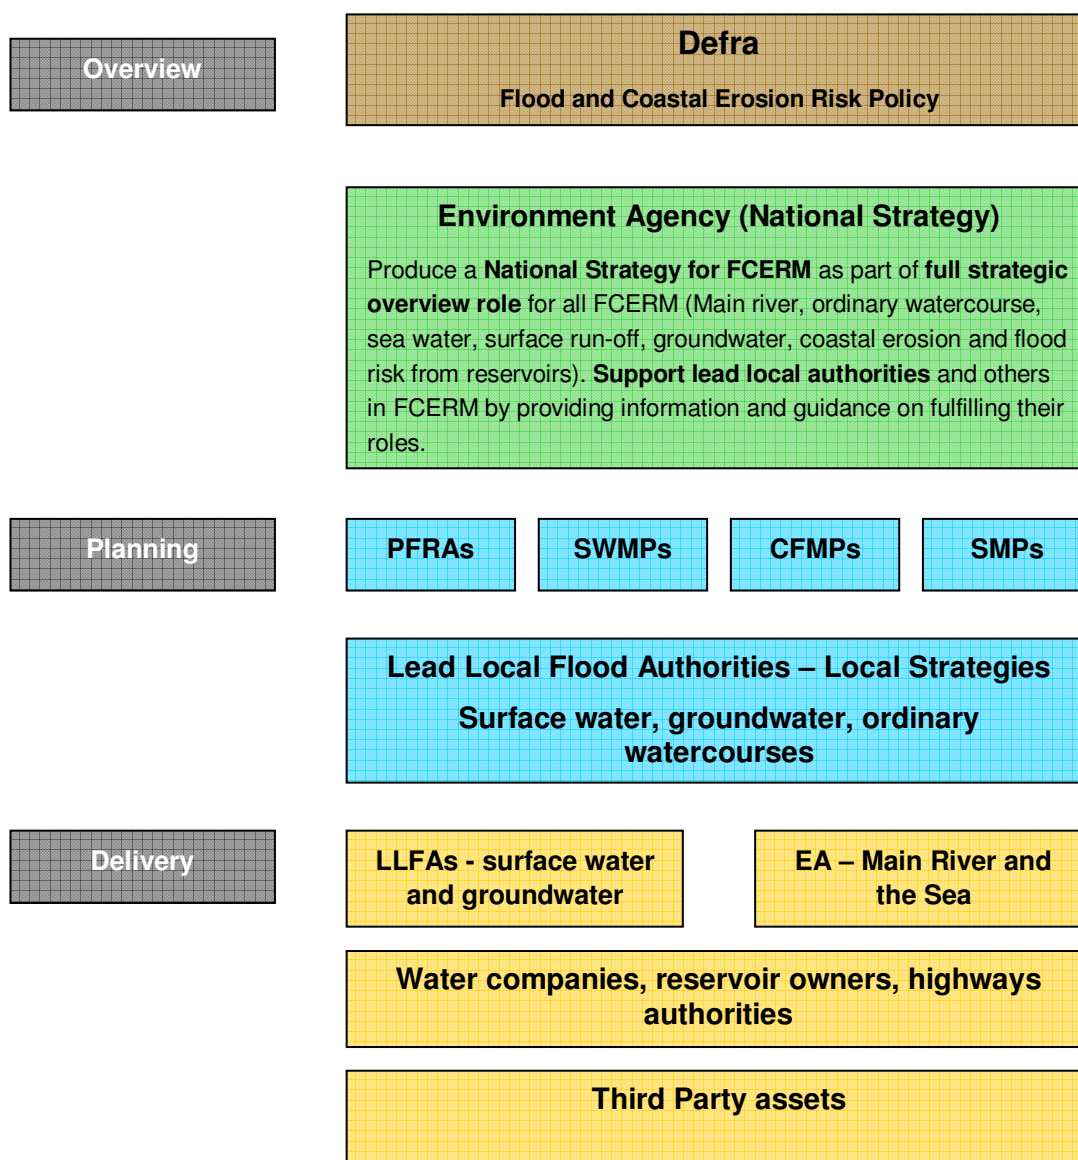 Overview
Defra
Flood and Coastal Erosion Risk Policy
Environment Agency (National Strategy)
Produce a National Strategy for FCERM as part of full strategic
overview role for all FCERM (Main river, ordinary watercourse,
sea water, surface run-off, groundwater, coastal erosion and flood
risk from reservoirs). Support lead local authorities and others
in FCERM by providing information and guidance on fulfilling their
roles.
Planning
PFRAs
SWMPs
CFMPs
SMPs
Lead Local Flood Authorities – Local Strategies
Surface water, groundwater, ordinary
watercourses
Delivery
LLFAs - surface water
and groundwater
EA – Main River and
the Sea
Water companies, reservoir owners, highways
authorities
Third Party assets